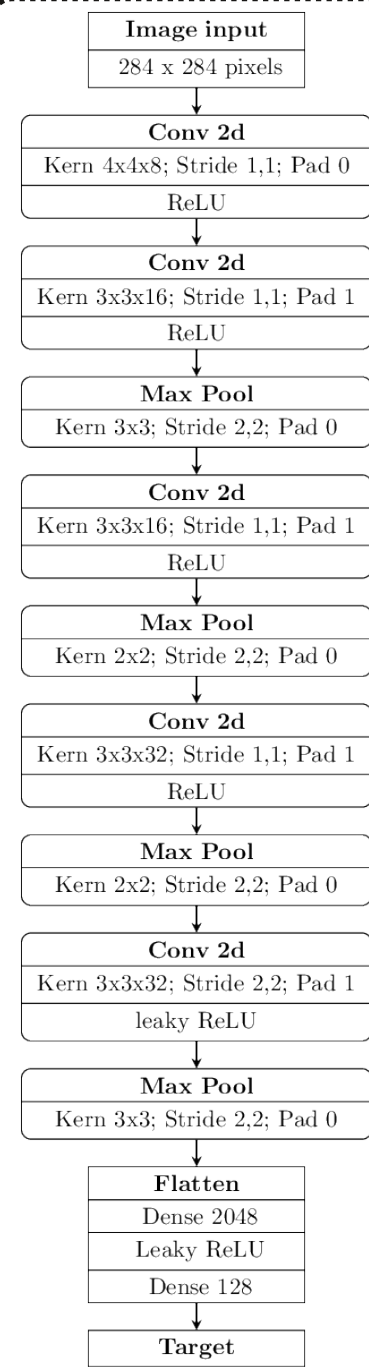 Image input
284 x 284 pixels
Conv 2d
Kern 4x4x8; Stride 1,1; Pad 0
ReLU
Conv 2d
Kern 3x3x16; Stride 1,1; Pad 1
ReLU
Max Pool
Kern 3x3; Stride 2,2; Pad 0
Conv 2d
Kern 3x3x16; Stride 1,1; Pad 1
ReLU
Max Pool
Kern 2x2; Stride 2,2; Pad 0
Conv 2d
Kern 3x3x32; Stride 1,1; Pad 1
ReLU
Max Pool
Kern 2x2; Stride 2,2; Pad 0
Conv 2d
Kern 3x3x32; Stride 2,2; Pad 1
leaky ReLU
Max Pool
Kern 3x3; Stride 2,2; Pad 0
Flatten
Dense 2048
Leaky ReLU
Dense 128
Target